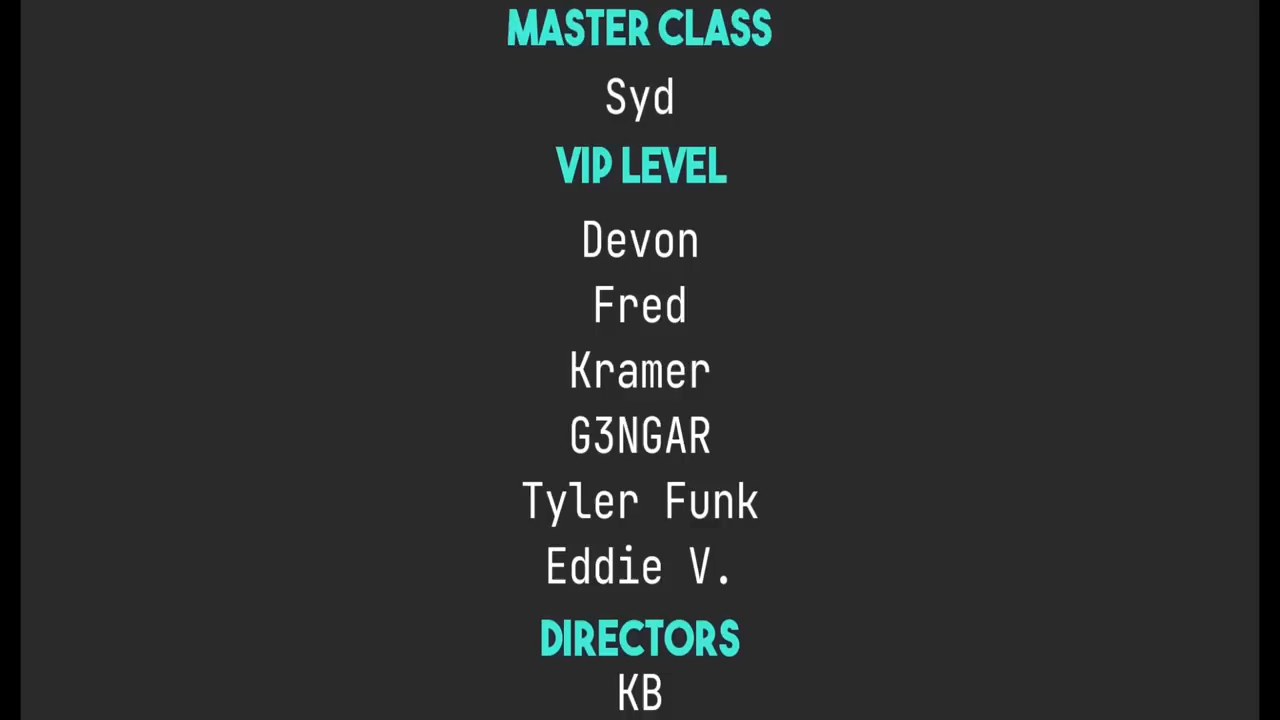 MASTER CLASS
Syd
VIP LEVEL
Devon
Fred
Kramer
G3NGAR
Tyler Funk
Eddie V.
DIRECTORS
KB